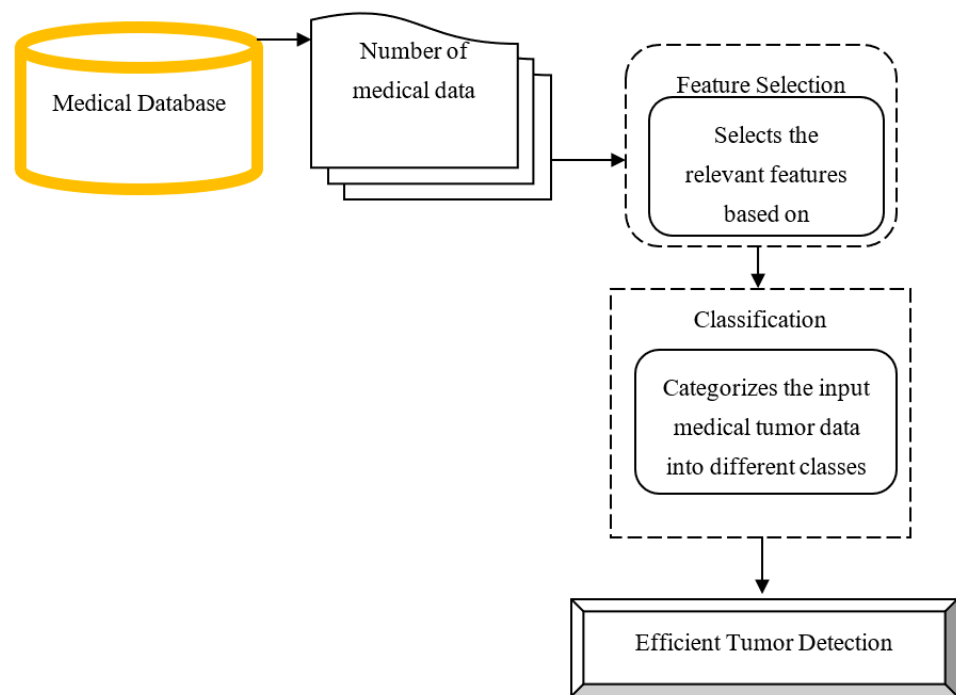 Medical Database
Number of
medical data
Feature Selection
Selects the
relevant features
based on
Classification
Categorizes the input
medical tumor data
into different classes
Efficient Tumor Detection